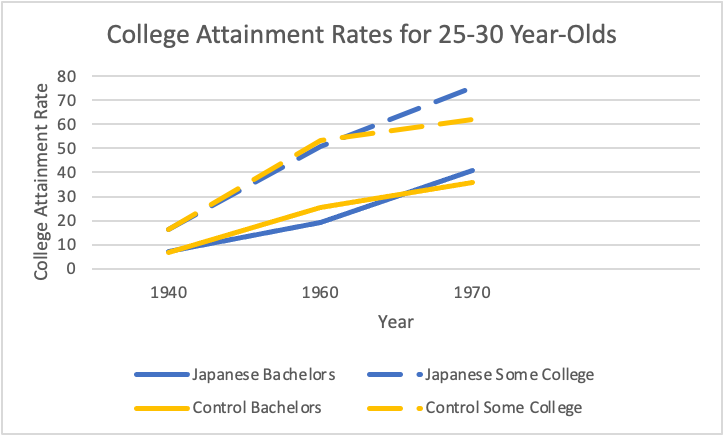 College Attainment Rates for 25-30 Year-Olds
College Attainment Rate
80
70
60
50
40
30
20
10
0
1940 1960 1970
Year
Japanese Bachelors Japanese Some College
Control Bachelors Control Some College